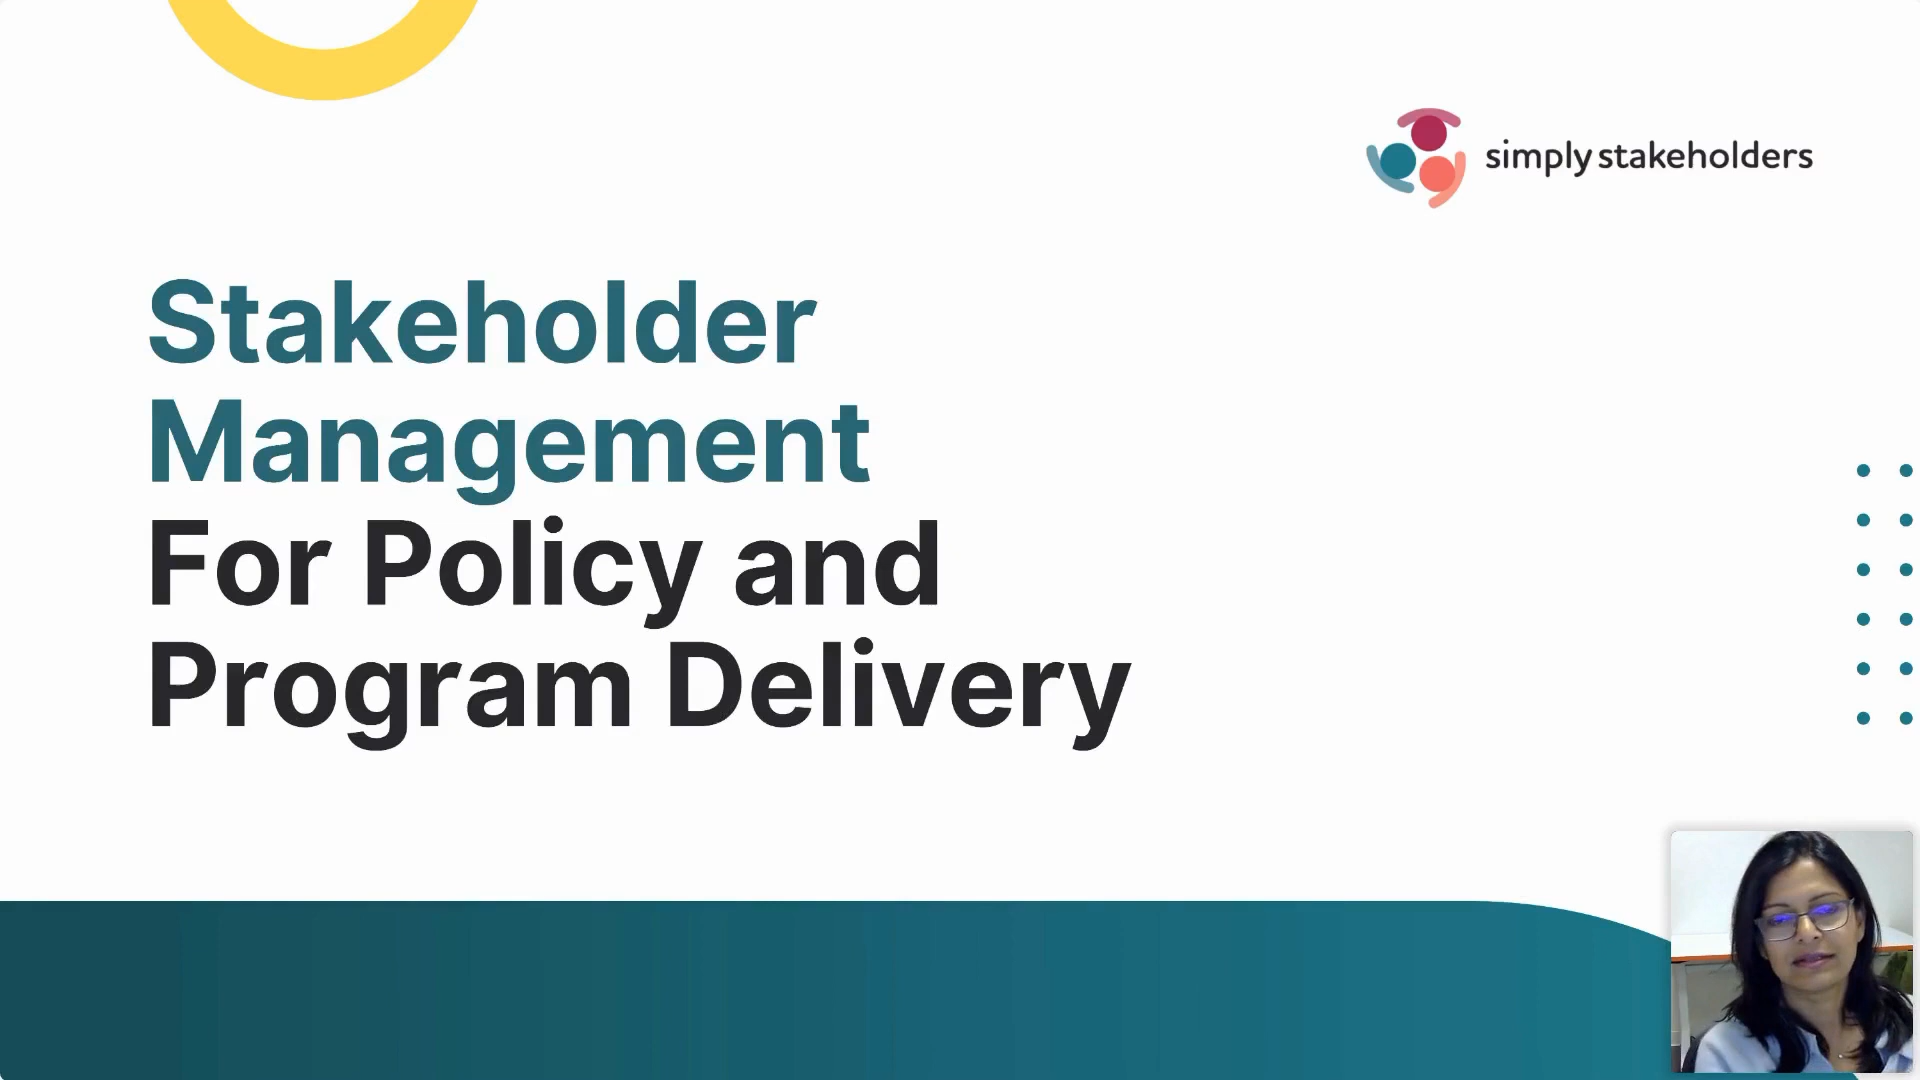 simply stakeholders
Stakeholder
Management
For Policy and
Program Delivery